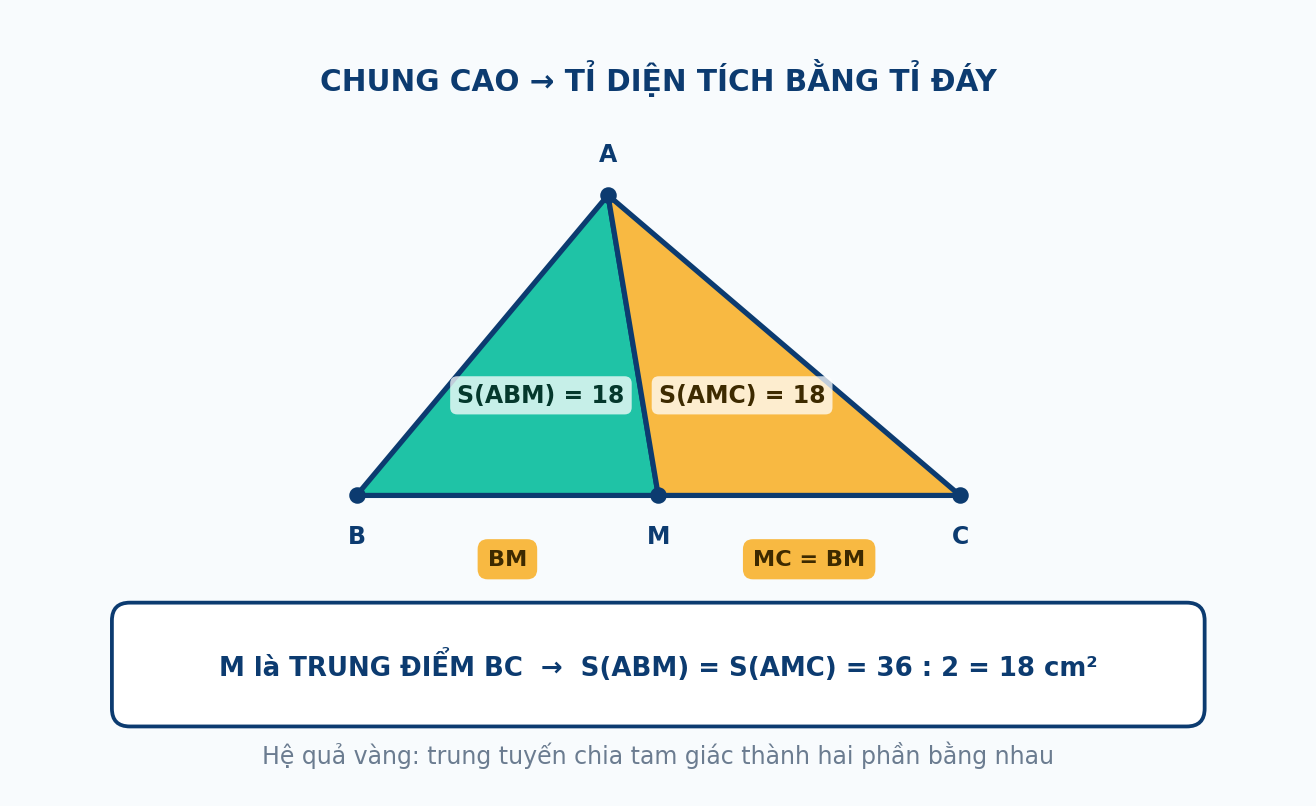 CHUNG CAO → TỈ DIỆN TÍCH BẰNG TỈ ĐÁY
A
S(ABM) = 18
S(AMC) = 18
B
M
C
BM
MC = BM
M là TRUNG ĐIỂM BC → S(ABM) = S(AMC) = 36 : 2 = 18 cm²
Hệ quả vàng: trung tuyến chia tam giác thành hai phần bằng nhau